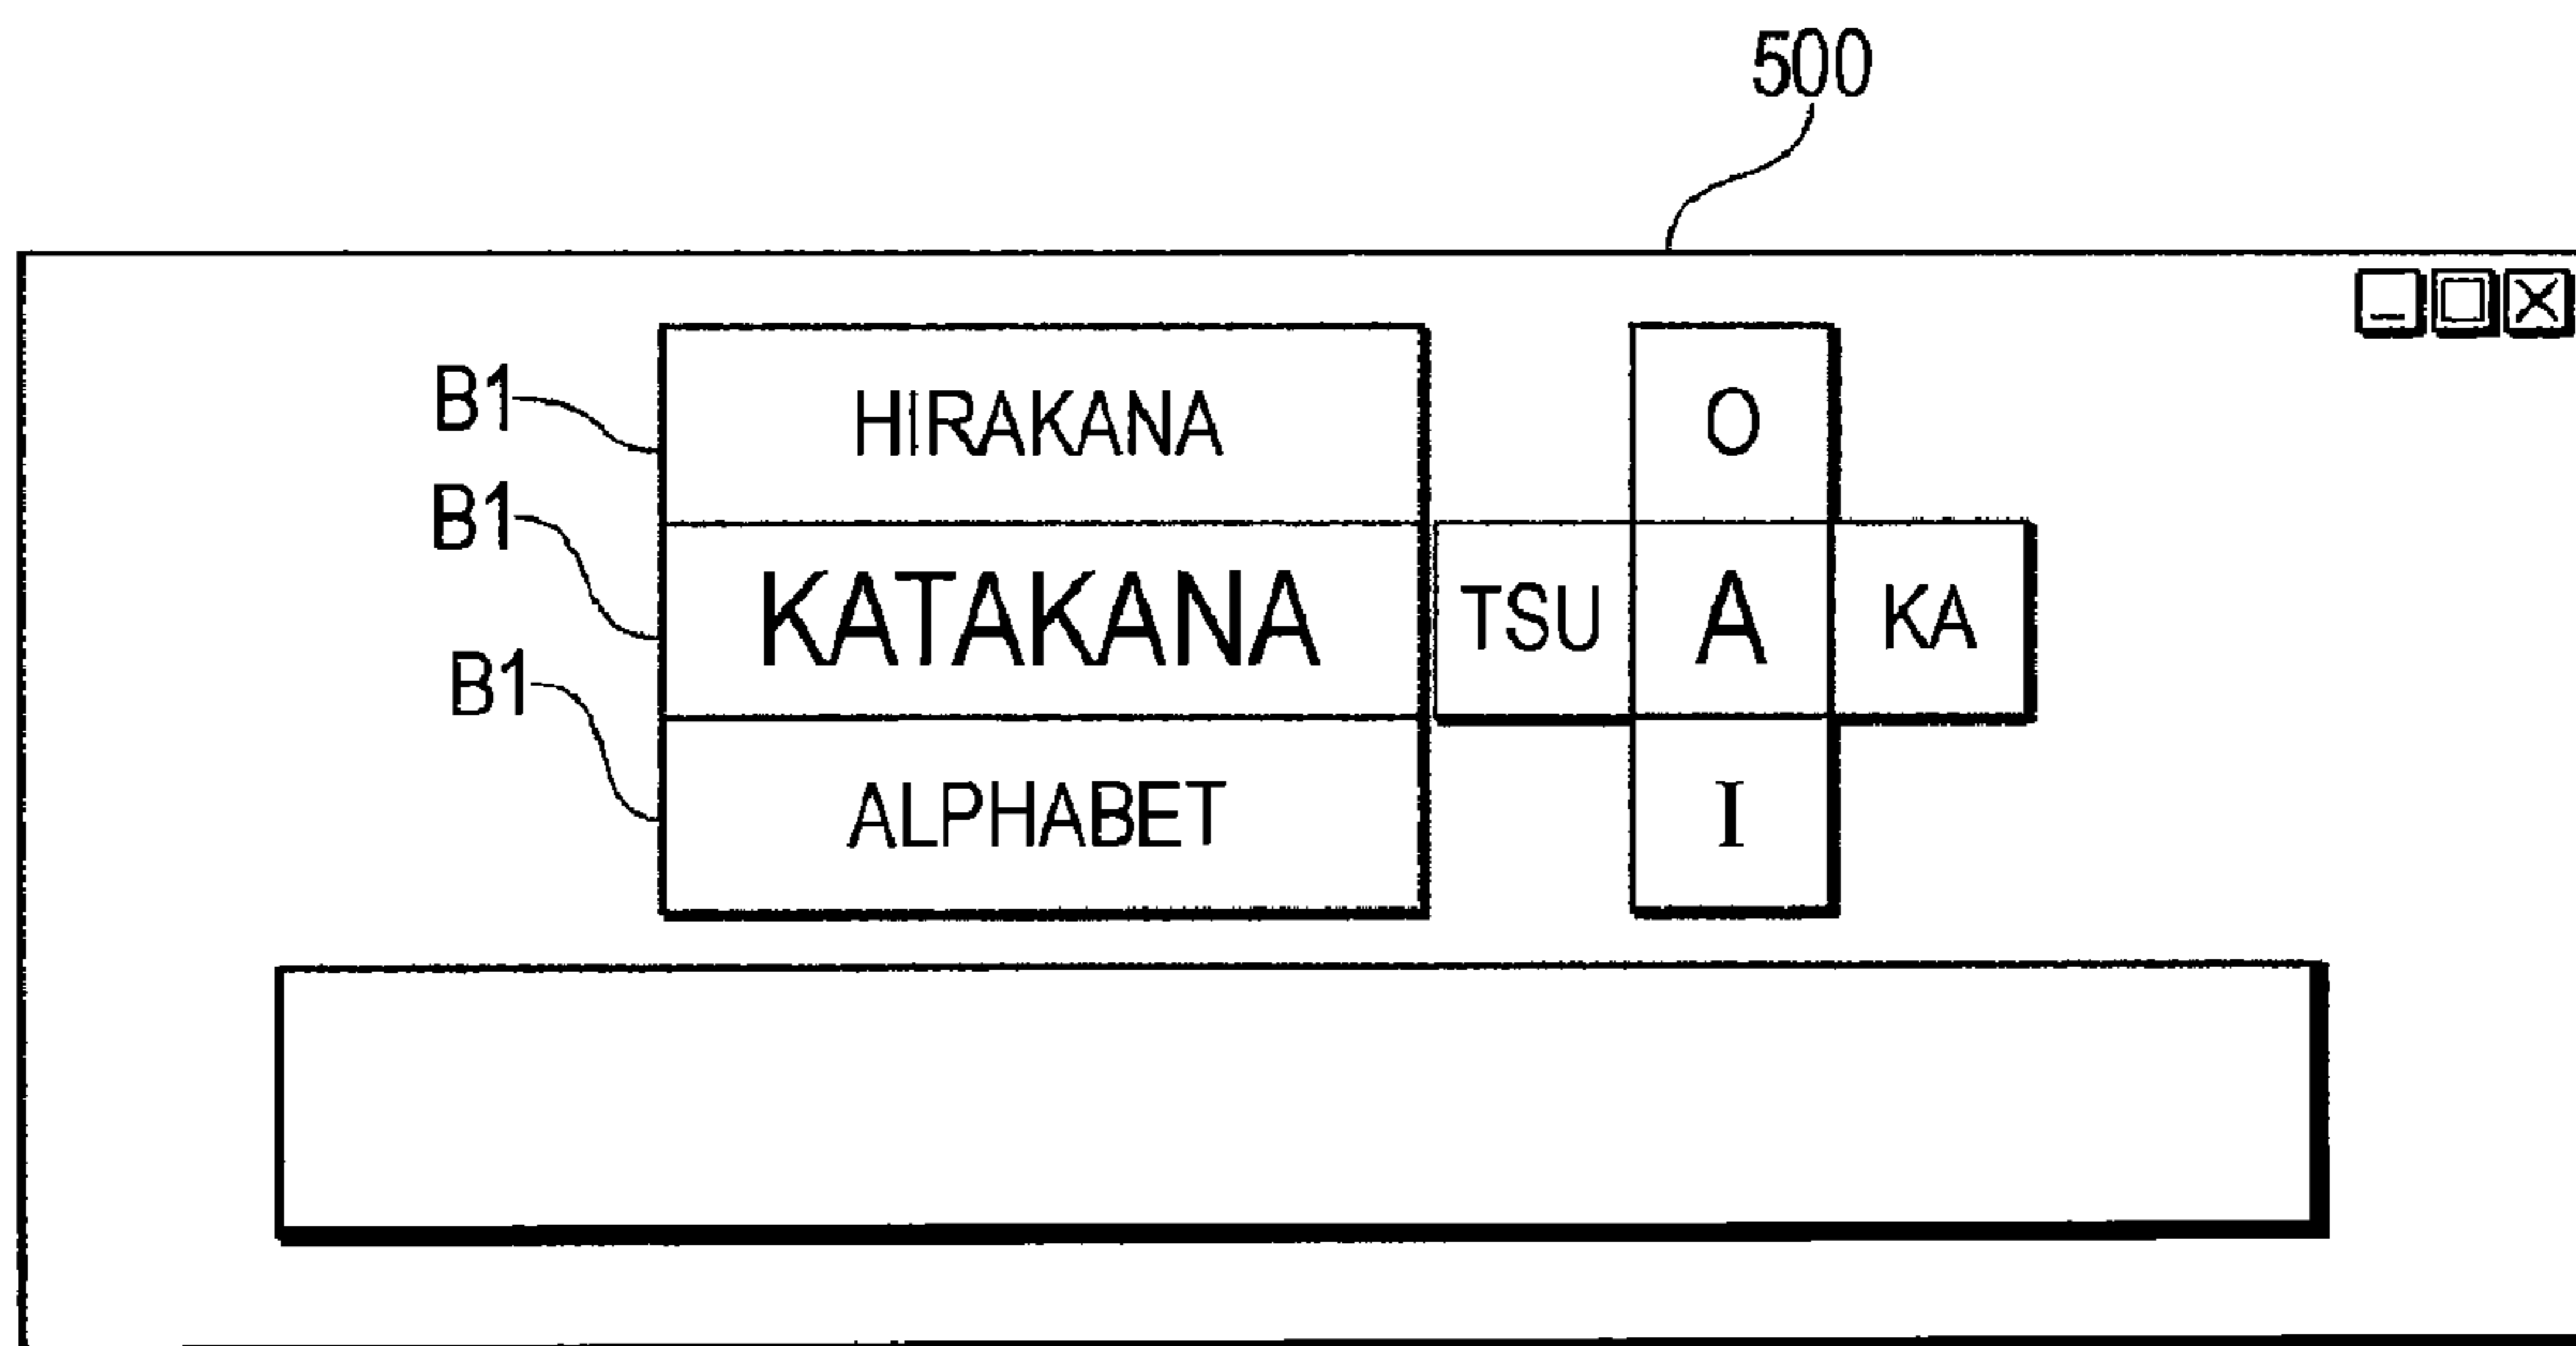 500
B1 HIRAKANA O
B1 KATAKANA TSU A KA
B1 ALPHABET I